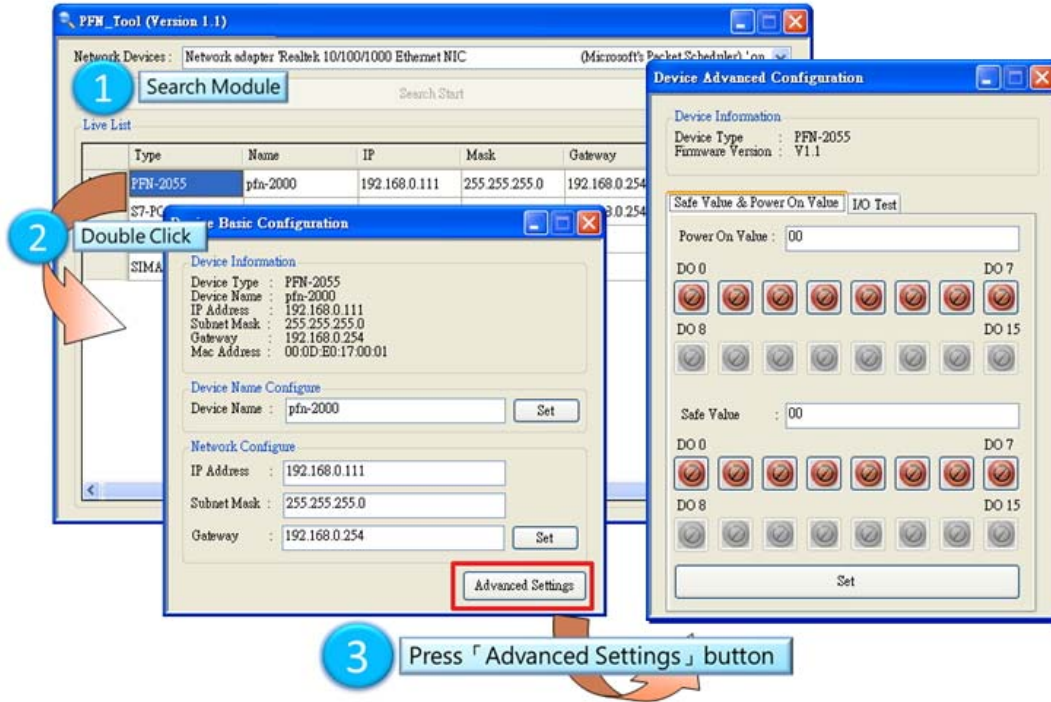 PFN_Tool (Version 1.1)
Network Devices : Network adapter 'Realtek 10/100/1000 Ethernet NIC (Microsoft's Packet Scheduler) ' on
1 Search Module
Search Start
Live List
Type Name IP Mask Gateway
PFN-2055 pfn-2000 192.168.0.111 255.255.255.0 192.168.0.254
S7-PC
SIMA
2 Double Click
Basic Configuration
Device Information
Device Type : PFN-2055
Device Name : pfn-2000
IP Address : 192.168.0.111
Subnet Mask : 255.255.255.0
Gateway : 192.168.0.254
Mac Address : 00:0D:E0:17:00:01
Device Name Configure
Device Name : pfn-2000 Set
Network Configure
IP Address : 192.168.0.111
Subnet Mask : 255.255.255.0
Gateway : 192.168.0.254 Set
Advanced Settings
3 Press「Advanced Settings」button
Device Advanced Configuration
Device Information
Device Type : PFN-2055
Firmware Version : V1.1
Safe Value & Power On Value I/O Test
Power On Value : 00
DO 0 DO 7
DO 8 DO 15
Safe Value : 00
DO 0 DO 7
DO 8 DO 15
Set